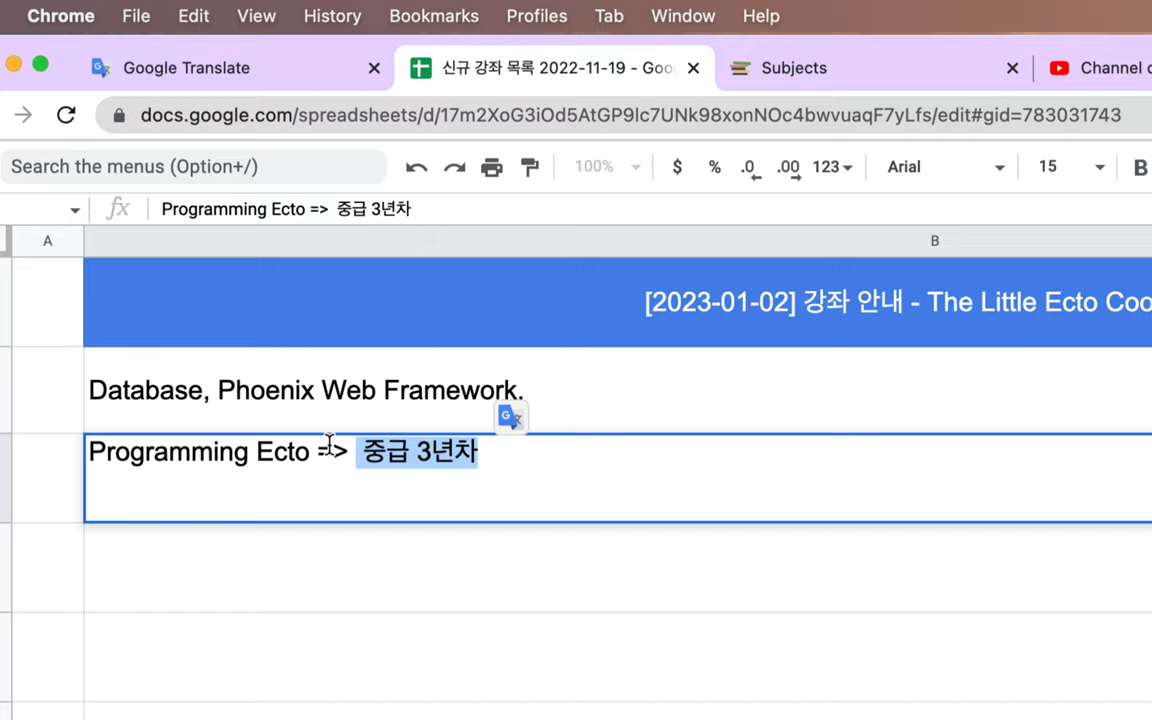 Chrome File Edit View History Bookmarks Profiles Tab Window Help
Google Translate
신규 강좌 목록 2022-11-19 - Goo
Subjects
Channel
docs.google.com/spreadsheets/d/17m2XoG3iOd5AtGP9lc7UNk98xonNOc4bwvuaqF7yLfs/edit#gid=783031743
Search the menus (Option+/) 100% $ % .0 .00 123 Arial 15 B
fx Programming Ecto => 중급 3년차
A B
[2023-01-02] 강좌 안내 - The Little Ecto Coo
Database, Phoenix Web Framework.
Programming Ecto => 중급 3년차